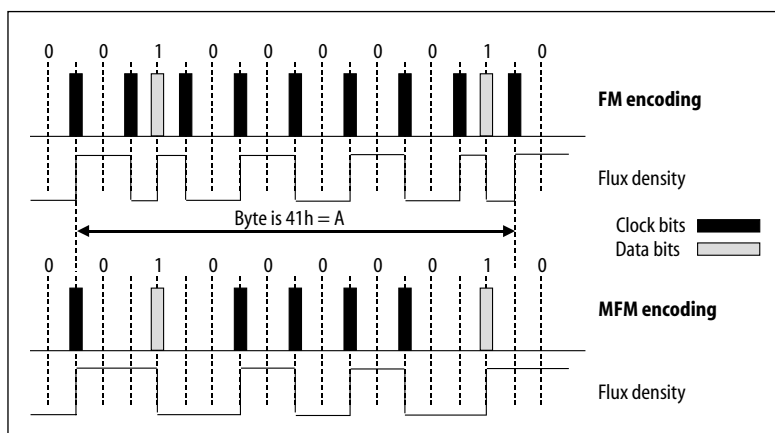 0 0 1 0 0 0 0 0 1 0
FM encoding
Flux density
Byte is 41h = A
Clock bits
Data bits
0 0 1 0 0 0 0 0 1 0
MFM encoding
Flux density